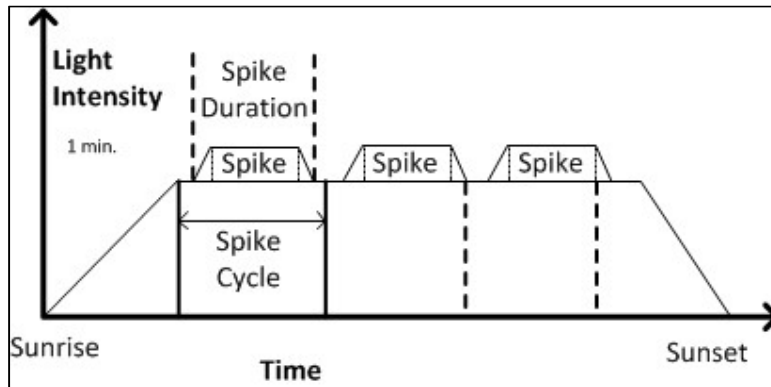 Light
Intensity
Spike
Duration
1 min.
Spike
Spike
Spike
Spike
Cycle
Sunrise
Time
Sunset